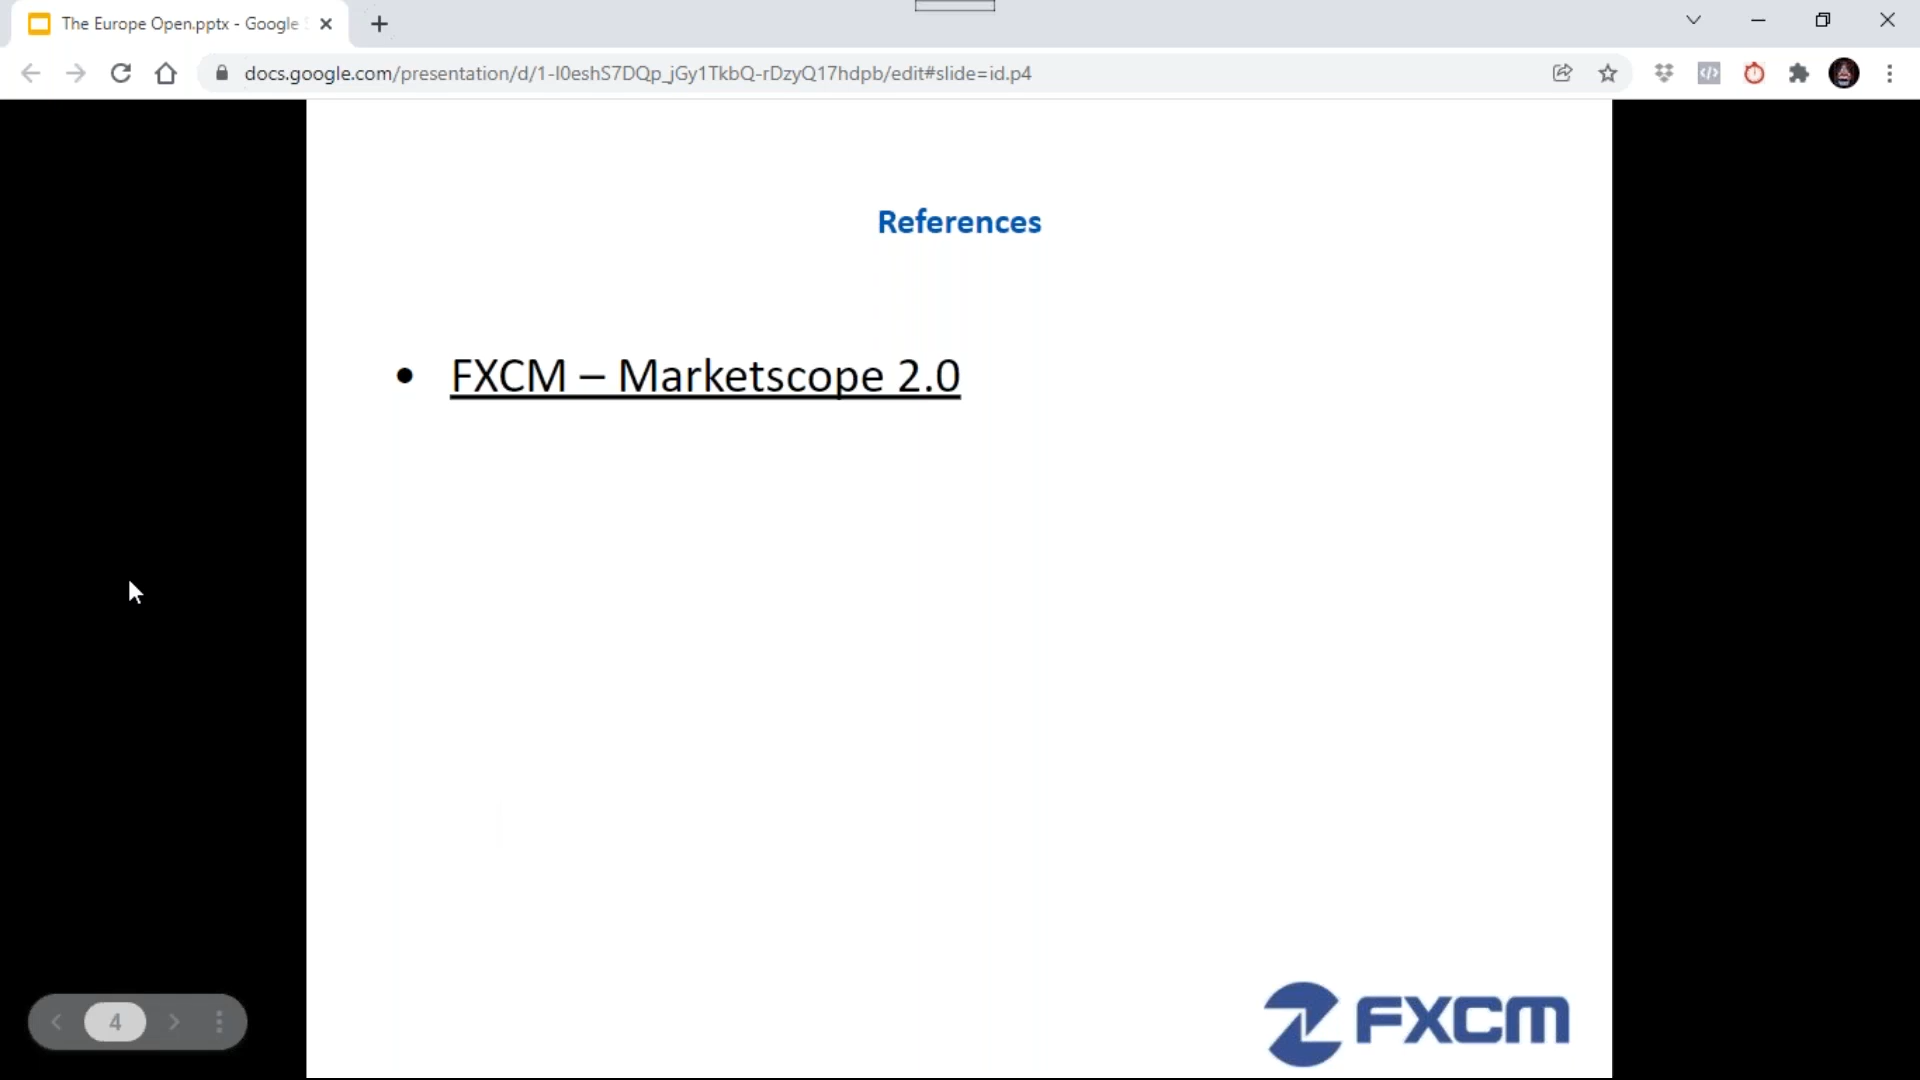 The Europe Open.pptx - Google
docs.google.com/presentation/d/1-I0eshS7DQp_jGy1TkbQ-rDzyQ17hdpb/edit#slide=id.p4
References
• FXCM – Marketscope 2.0
4
FXCM